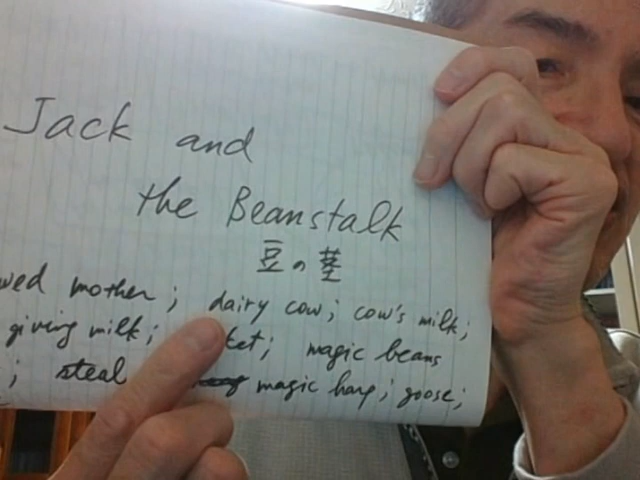 Jack and
the Beanstalk
豆の茎
mother; dairy cow; cow's milk;
giving milk; magic beans
; steal magic harp; goose;